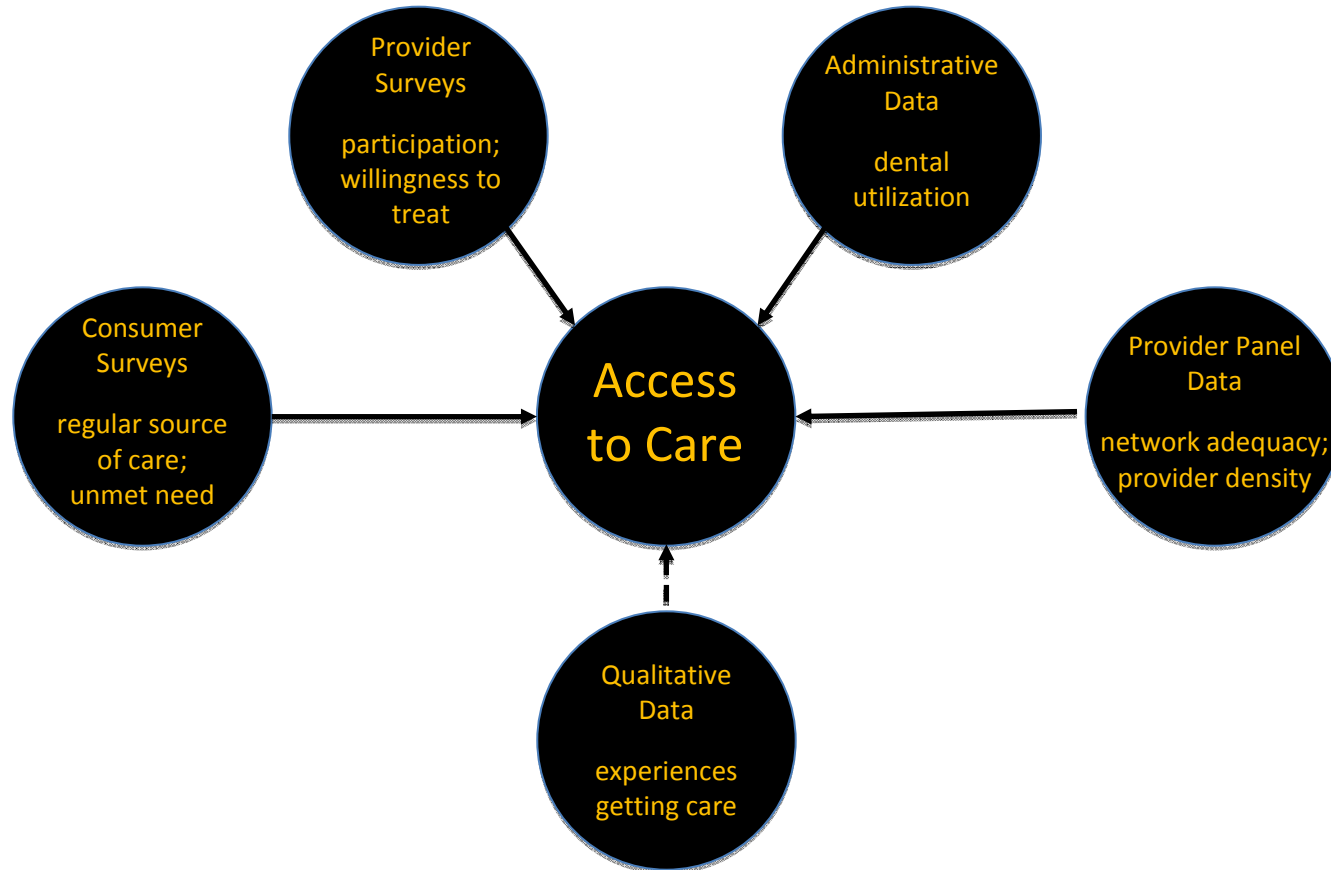 Provider
Surveys
participation;
willingness to
treat
Administrative
Data
dental
utilization
Consumer
Surveys
regular source
of care;
unmet need
Access
to Care
Provider Panel
Data
network adequacy;
provider density
Qualitative
Data
experiences
getting care